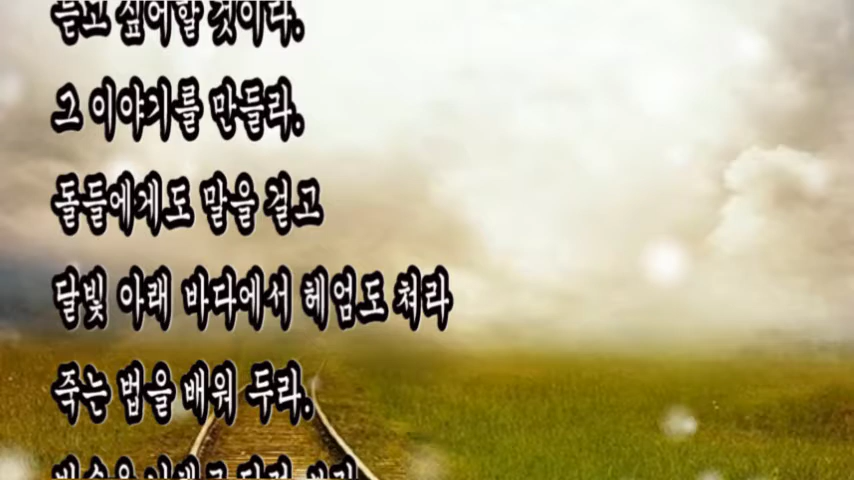 듣고 싶어할 것이다.
그 이야기를 만들라.
돌들에게도 말을 걸고
달빛 아래 바다에서 헤엄도 쳐라
죽는 법을 배워 두라.